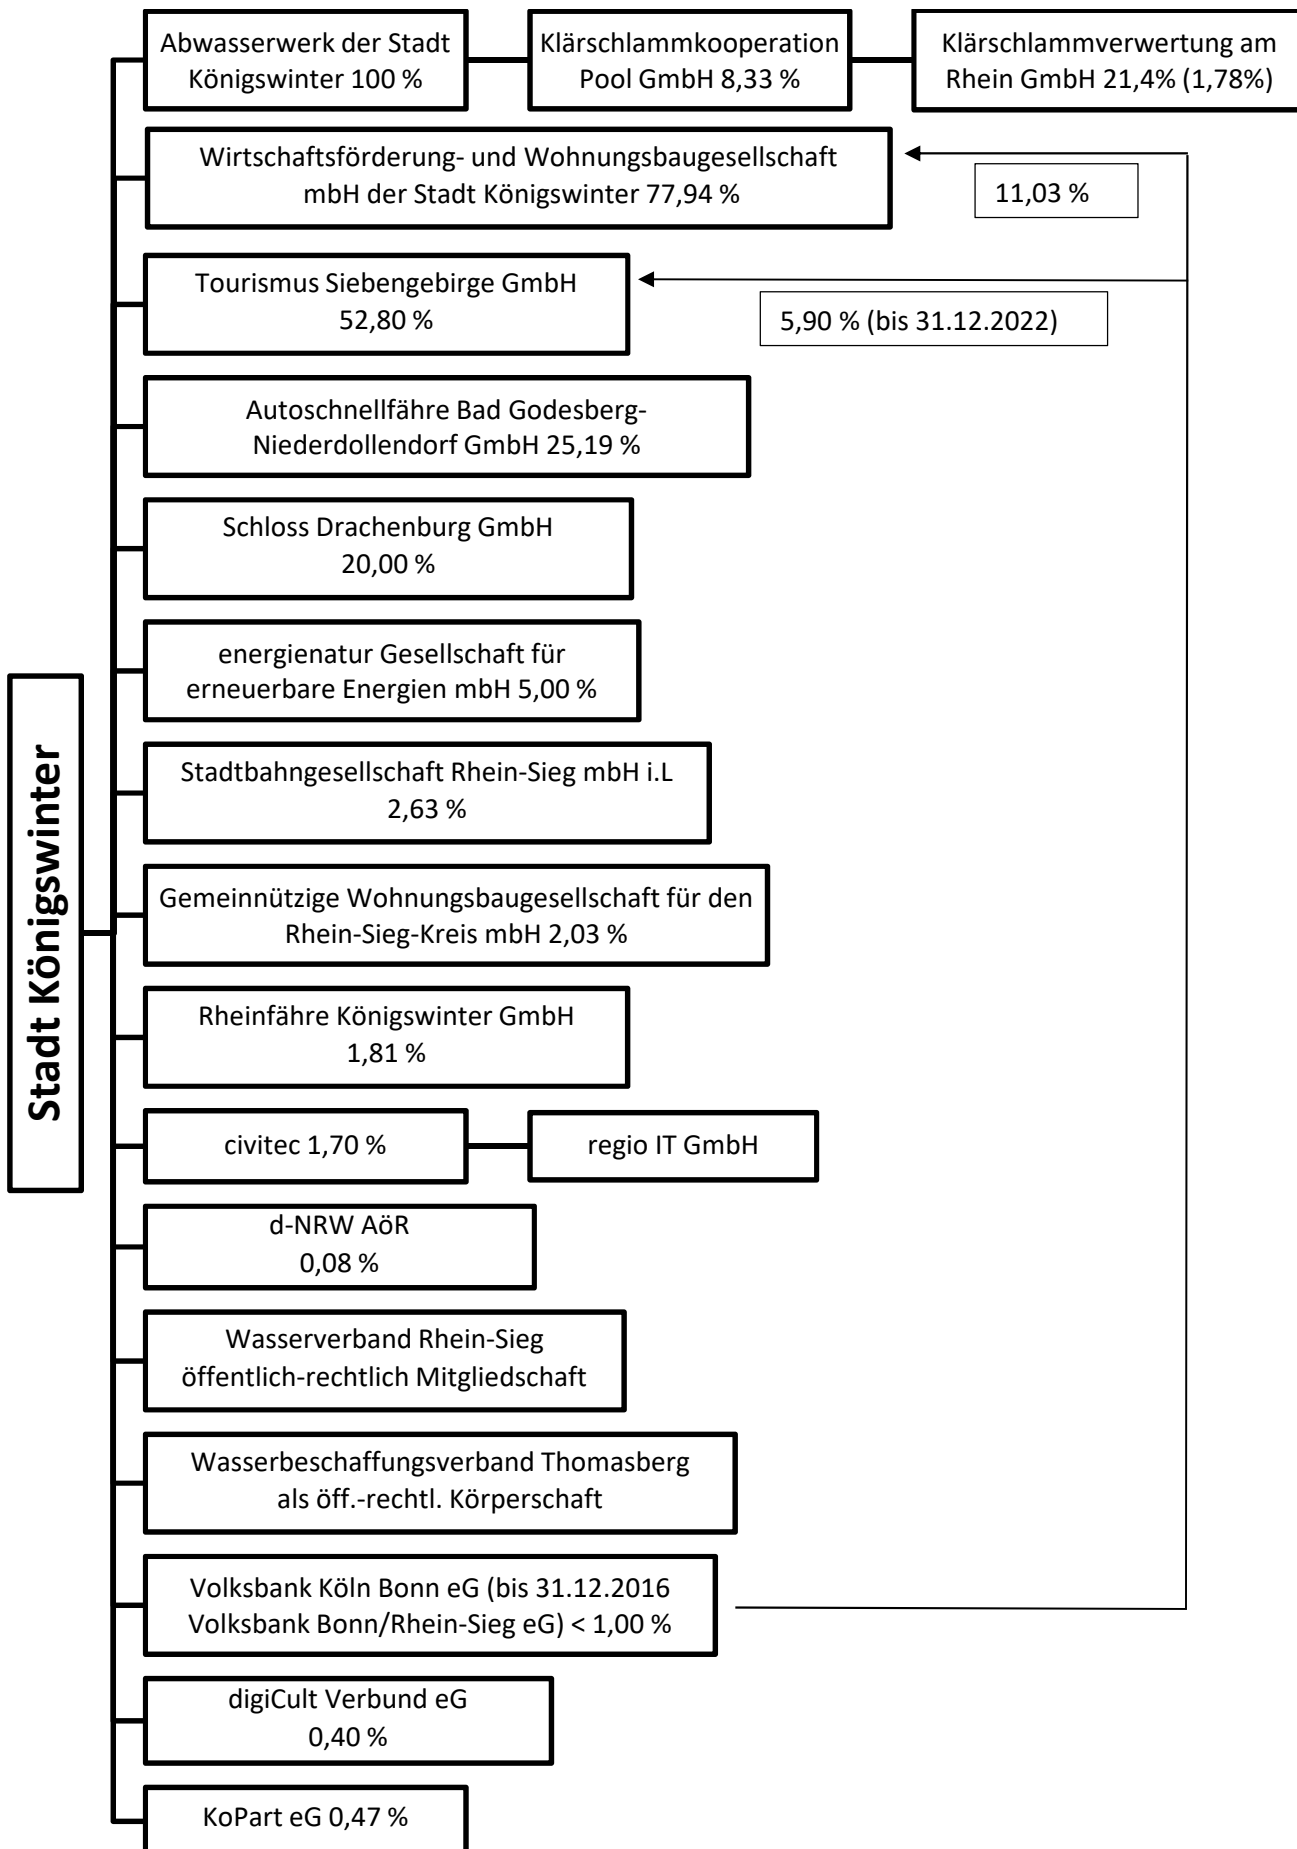 Abwasserwerk der Stadt
Königswinter 100 %
Klärschlammkooperation
Pool GmbH 8,33 %
Klärschlammverwertung am
Rhein GmbH 21,4% (1,78%)
Wirtschaftsförderung- und Wohnungsbaugesellschaft
mbH der Stadt Königswinter 77,94 %
11,03 %
Tourismus Siebengebirge GmbH
52,80 %
5,90 % (bis 31.12.2022)
Autoschnellfähre Bad Godesberg-
Niederdollendorf GmbH 25,19 %
Schloss Drachenburg GmbH
20,00 %
energienatur Gesellschaft für
erneuerbare Energien mbH 5,00 %
Stadt Königswinter
Stadtbahngesellschaft Rhein-Sieg mbH i.L
2,63 %
Gemeinnützige Wohnungsbaugesellschaft für den
Rhein-Sieg-Kreis mbH 2,03 %
Rheinfähre Königswinter GmbH
1,81 %
civitec 1,70 %
regio IT GmbH
d-NRW AöR
0,08 %
Wasserverband Rhein-Sieg
öffentlich-rechtlich Mitgliedschaft
Wasserbeschaffungsverband Thomasberg
als öff.-rechtl. Körperschaft
Volksbank Köln Bonn eG (bis 31.12.2016
Volksbank Bonn/Rhein-Sieg eG) < 1,00 %
digiCult Verbund eG
0,40 %
KoPart eG 0,47 %